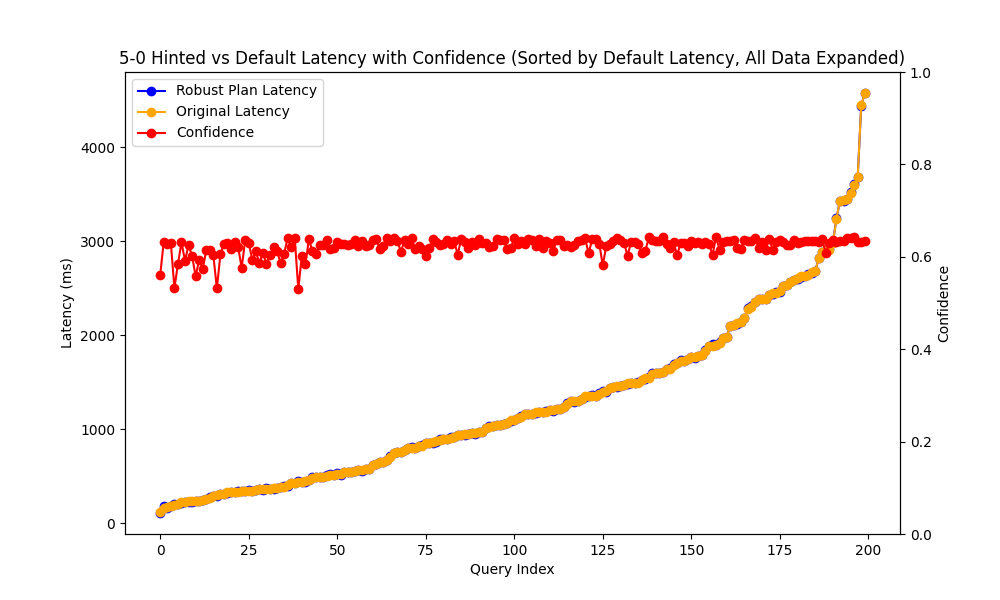 5-0 Hinted vs Default Latency with Confidence (Sorted by Default Latency, All Data Expanded)
Robust Plan Latency
Original Latency
Confidence
Latency (ms)
4000
3000
2000
1000
0
1.0
0.8
0.6
0.4
0.2
0.0
Confidence
0 25 50 75 100 125 150 175 200
Query Index